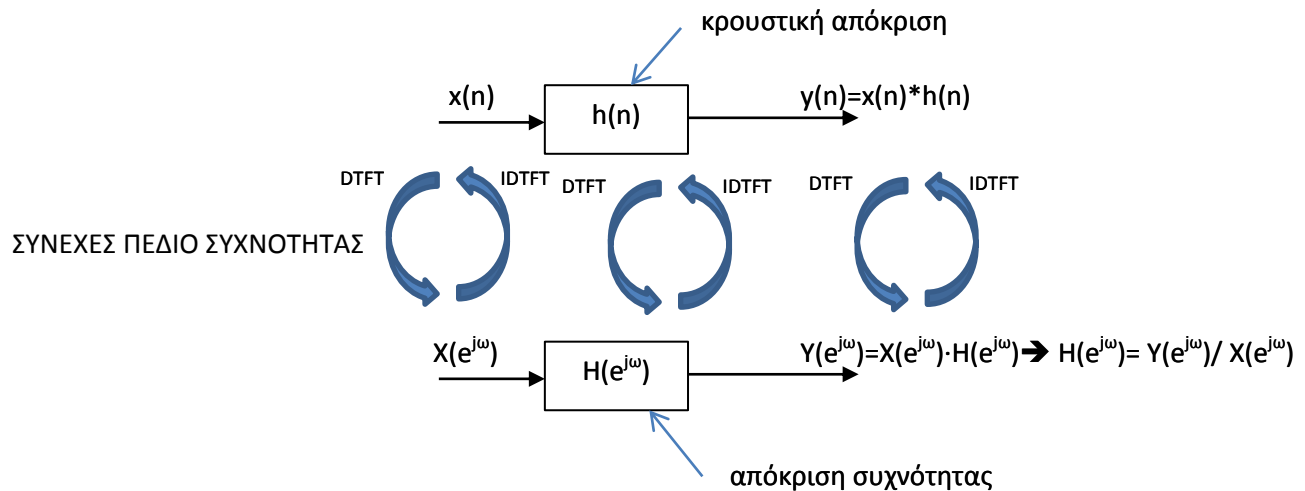 κρουστική απόκριση
x(n)
h(n)
y(n)=x(n)*h(n)
DTFT
IDTFT
DTFT
IDTFT
DTFT
IDTFT
ΣΥΝΕΧΕΣ ΠΕΔΙΟ ΣΥΧΝΟΤΗΤΑΣ
X(e^jω)
H(e^jω)
Y(e^jω)=X(e^jω)·H(e^jω)➔ H(e^jω)= Y(e^jω)/ X(e^jω)
απόκριση συχνότητας